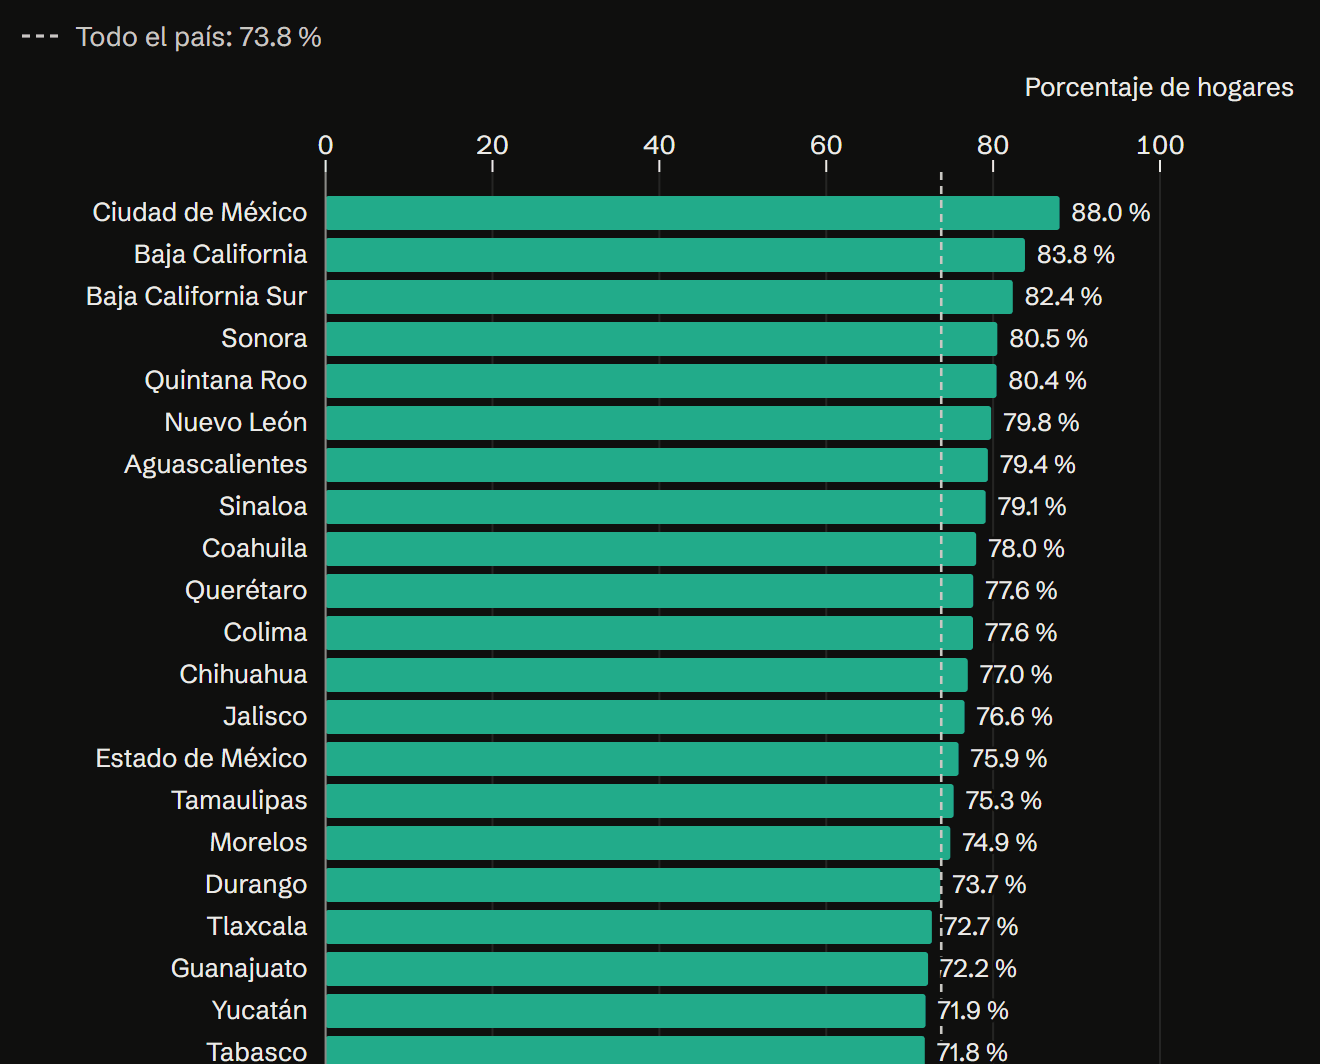 Todo el país: 73.8 %
Porcentaje de hogares
0 20 40 60 80 100
Ciudad de México 88.0 %
Baja California 83.8 %
Baja California Sur 82.4 %
Sonora 80.5 %
Quintana Roo 80.4 %
Nuevo León 79.8 %
Aguascalientes 79.4 %
Sinaloa 79.1 %
Coahuila 78.0 %
Querétaro 77.6 %
Colima 77.6 %
Chihuahua 77.0 %
Jalisco 76.6 %
Estado de México 75.9 %
Tamaulipas 75.3 %
Morelos 74.9 %
Durango 73.7 %
Tlaxcala 72.7 %
Guanajuato 72.2 %
Yucatán 71.9 %
Tabasco 71.8 %